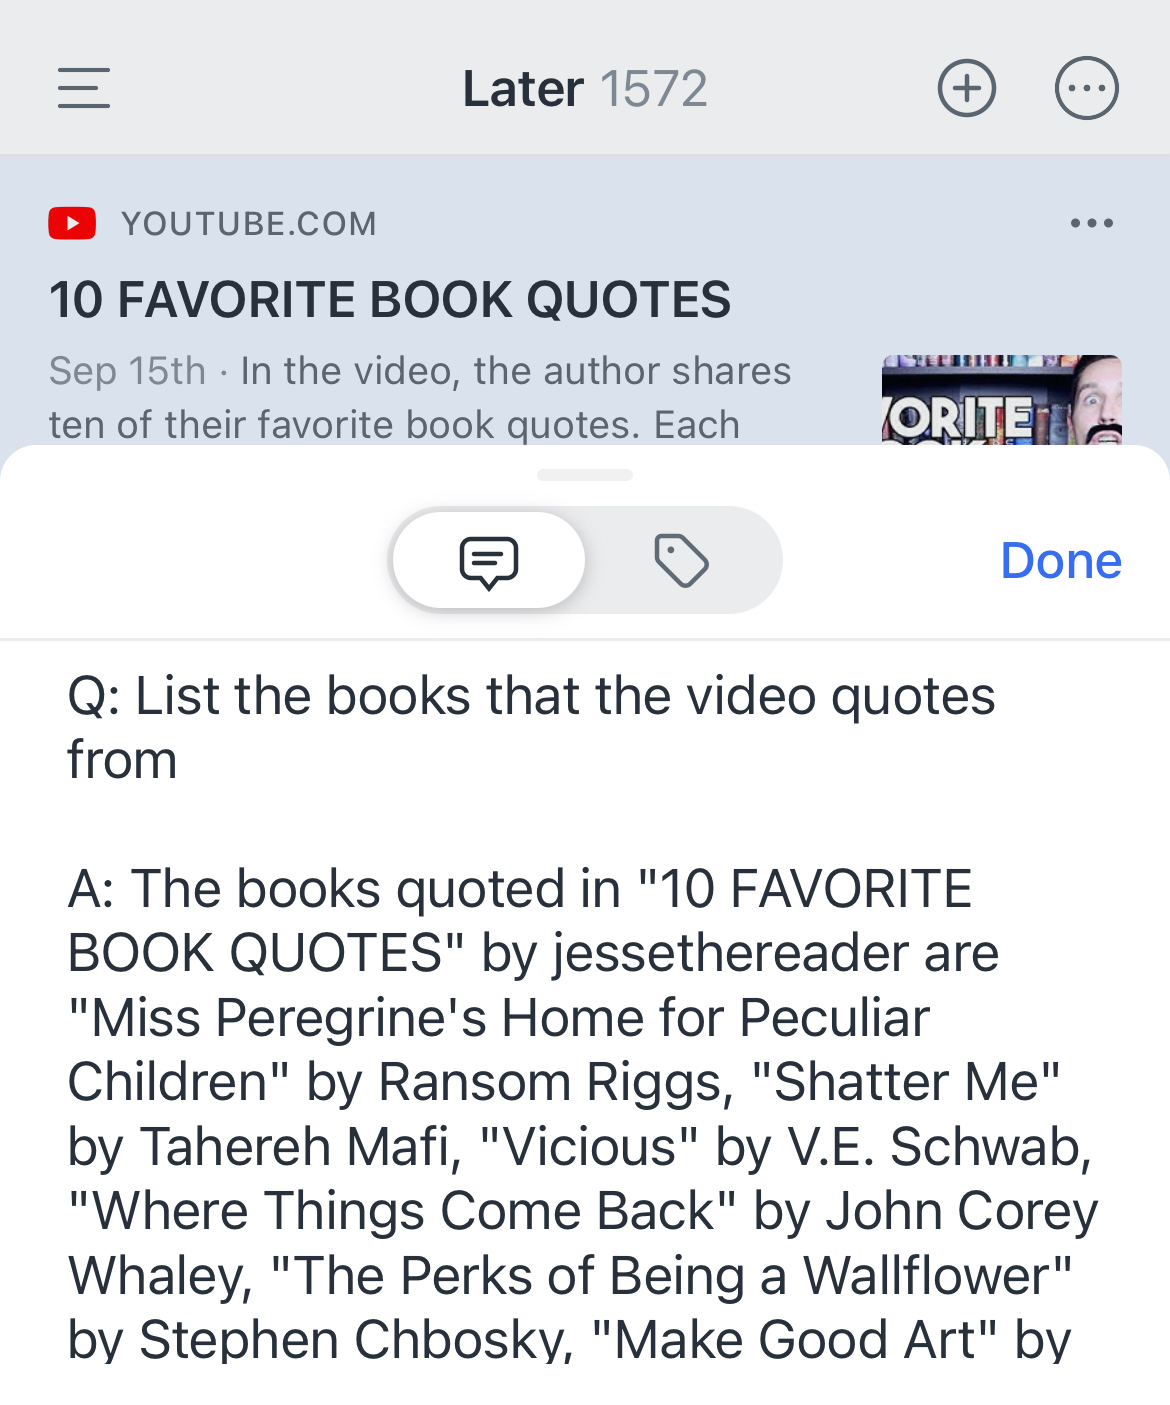 Later 1572
YOUTUBE.COM
10 FAVORITE BOOK QUOTES
Sep 15th · In the video, the author shares
ten of their favorite book quotes. Each
VORITE
Done
Q: List the books that the video quotes
from
A: The books quoted in "10 FAVORITE
BOOK QUOTES" by jessethereader are
"Miss Peregrine's Home for Peculiar
Children" by Ransom Riggs, "Shatter Me"
by Tahereh Mafi, "Vicious" by V.E. Schwab,
"Where Things Come Back" by John Corey
Whaley, "The Perks of Being a Wallflower"
by Stephen Chbosky, "Make Good Art" by